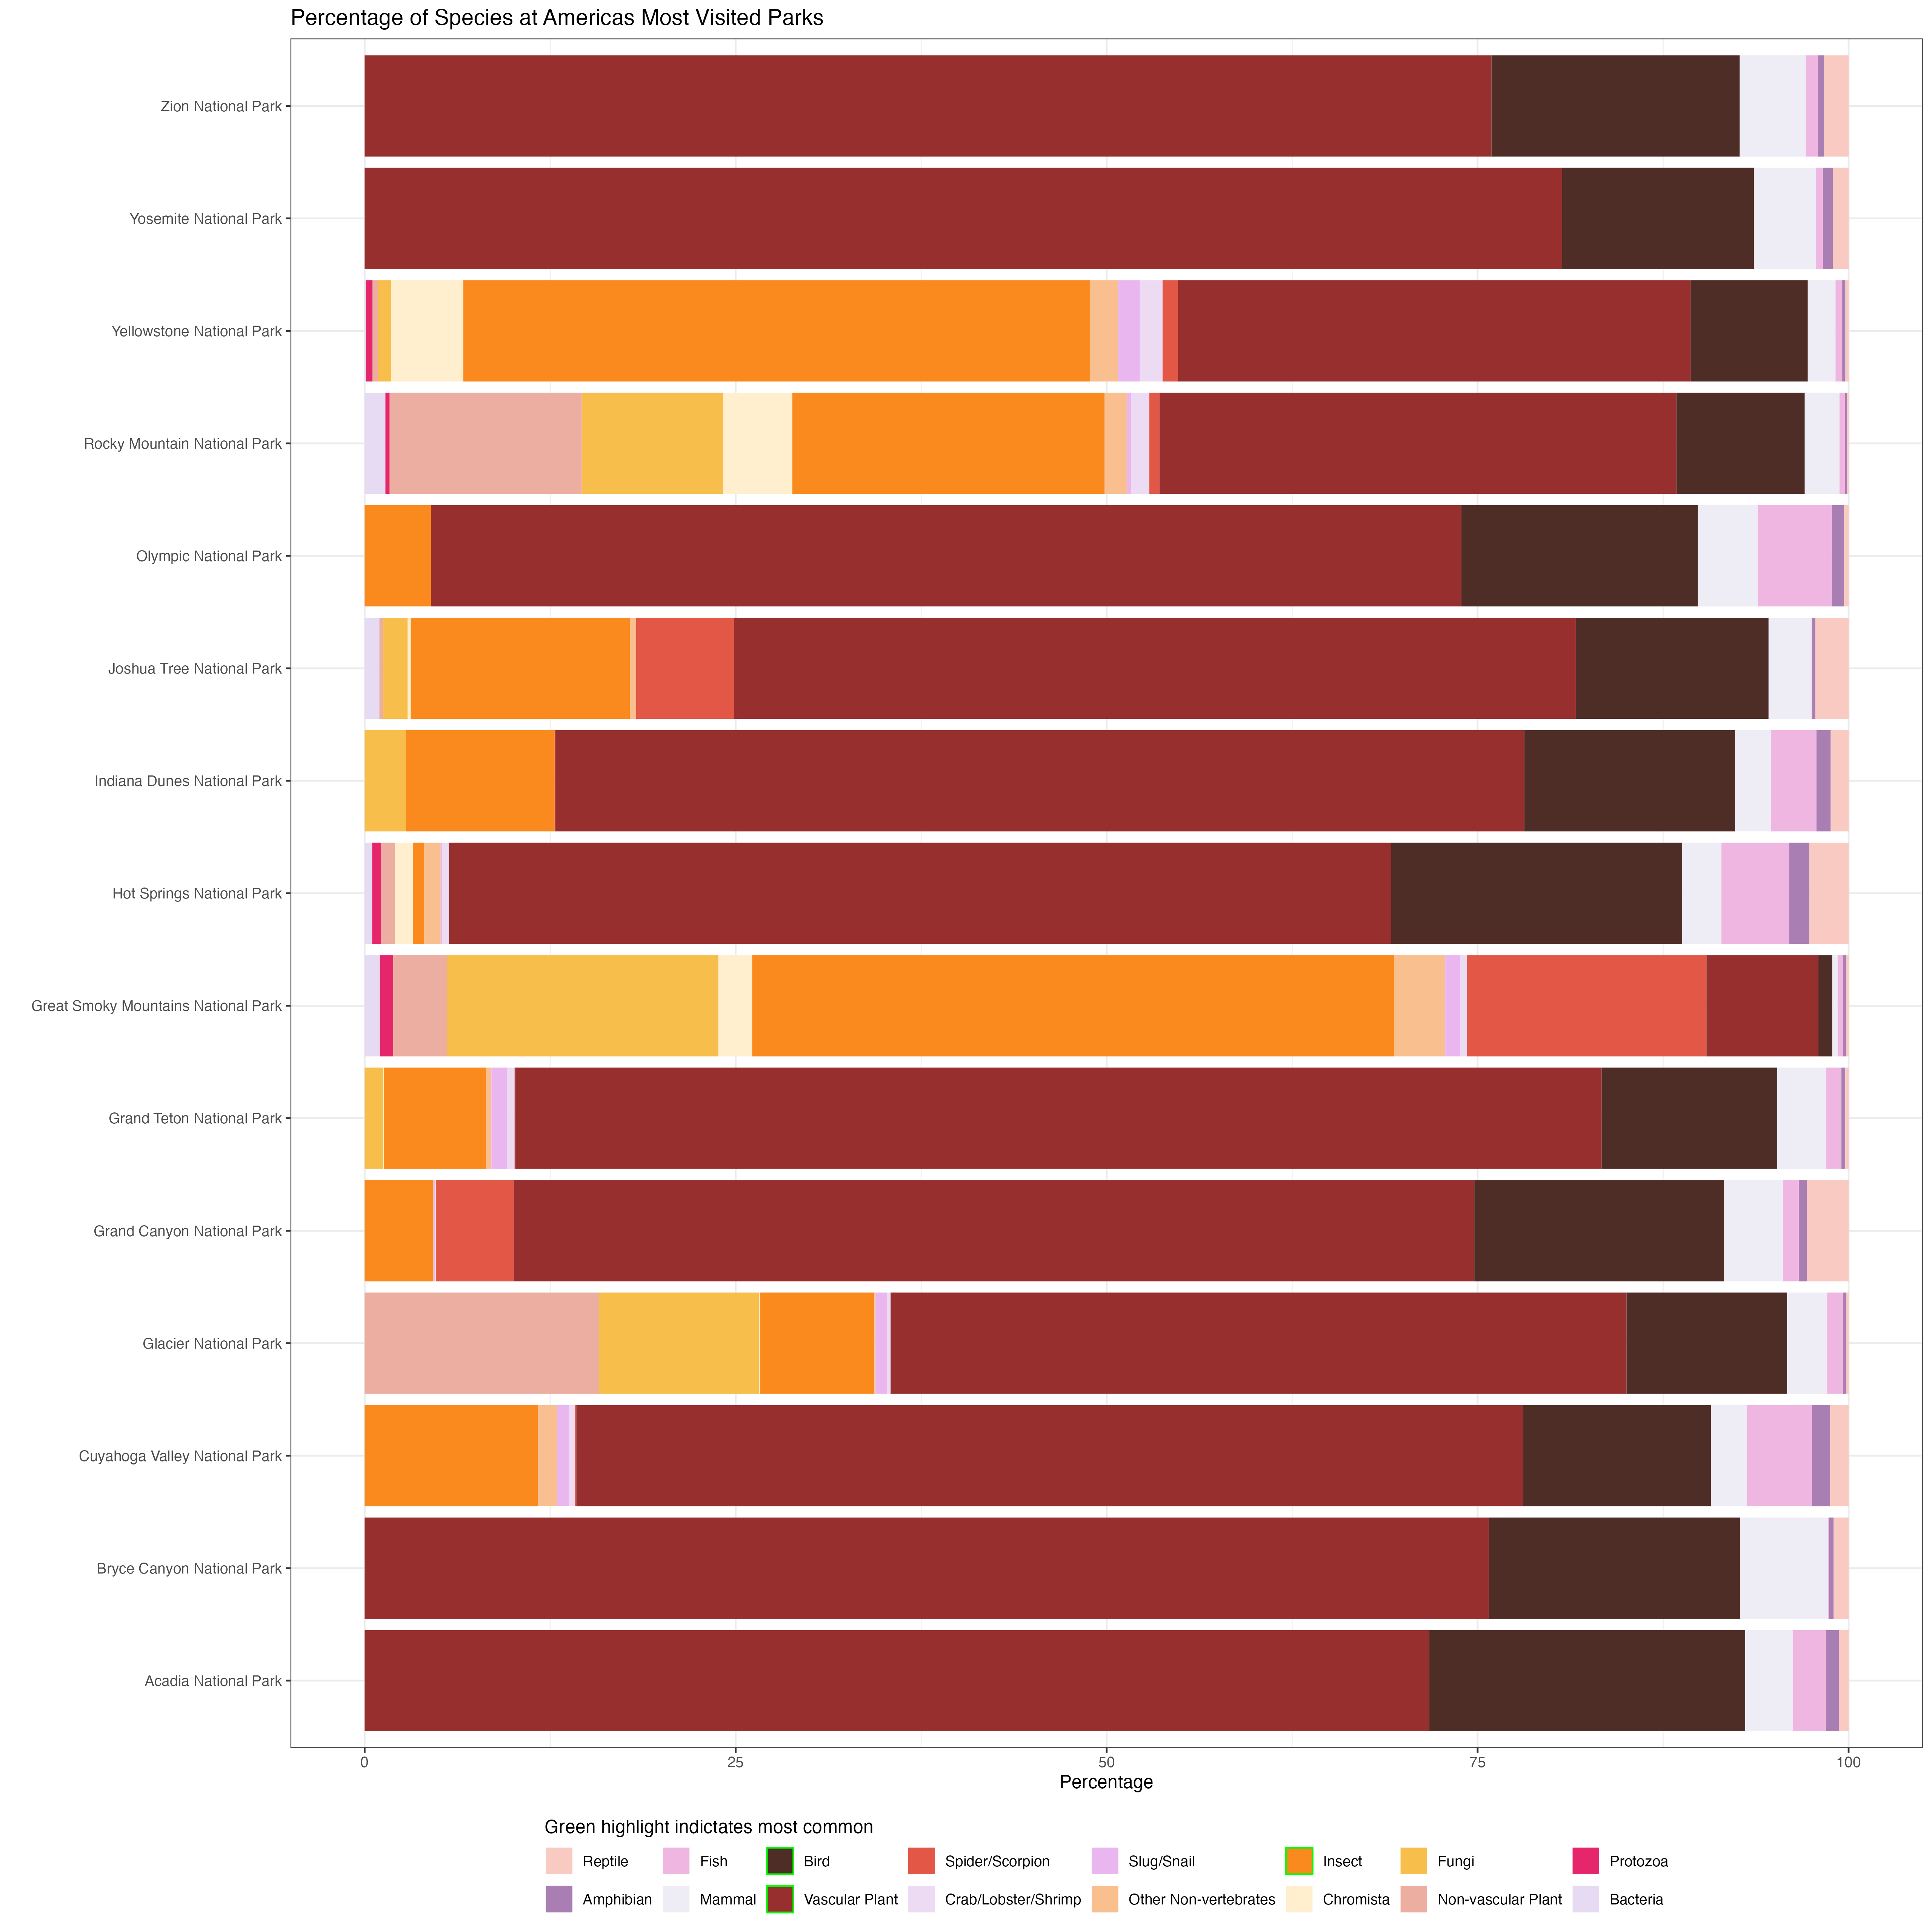 Percentage of Species at Americas Most Visited Parks
Zion National Park
Yosemite National Park
Yellowstone National Park
Rocky Mountain National Park
Olympic National Park
Joshua Tree National Park
Indiana Dunes National Park
Hot Springs National Park
Great Smoky Mountains National Park
Grand Teton National Park
Grand Canyon National Park
Glacier National Park
Cuyahoga Valley National Park
Bryce Canyon National Park
Acadia National Park
0 25 50 75 100
Percentage
Green highlight indictates most common
Reptile Fish Bird Spider/Scorpion Slug/Snail Insect Fungi Protozoa
Amphibian Mammal Vascular Plant Crab/Lobster/Shrimp Other Non-vertebrates Chromista Non-vascular Plant Bacteria